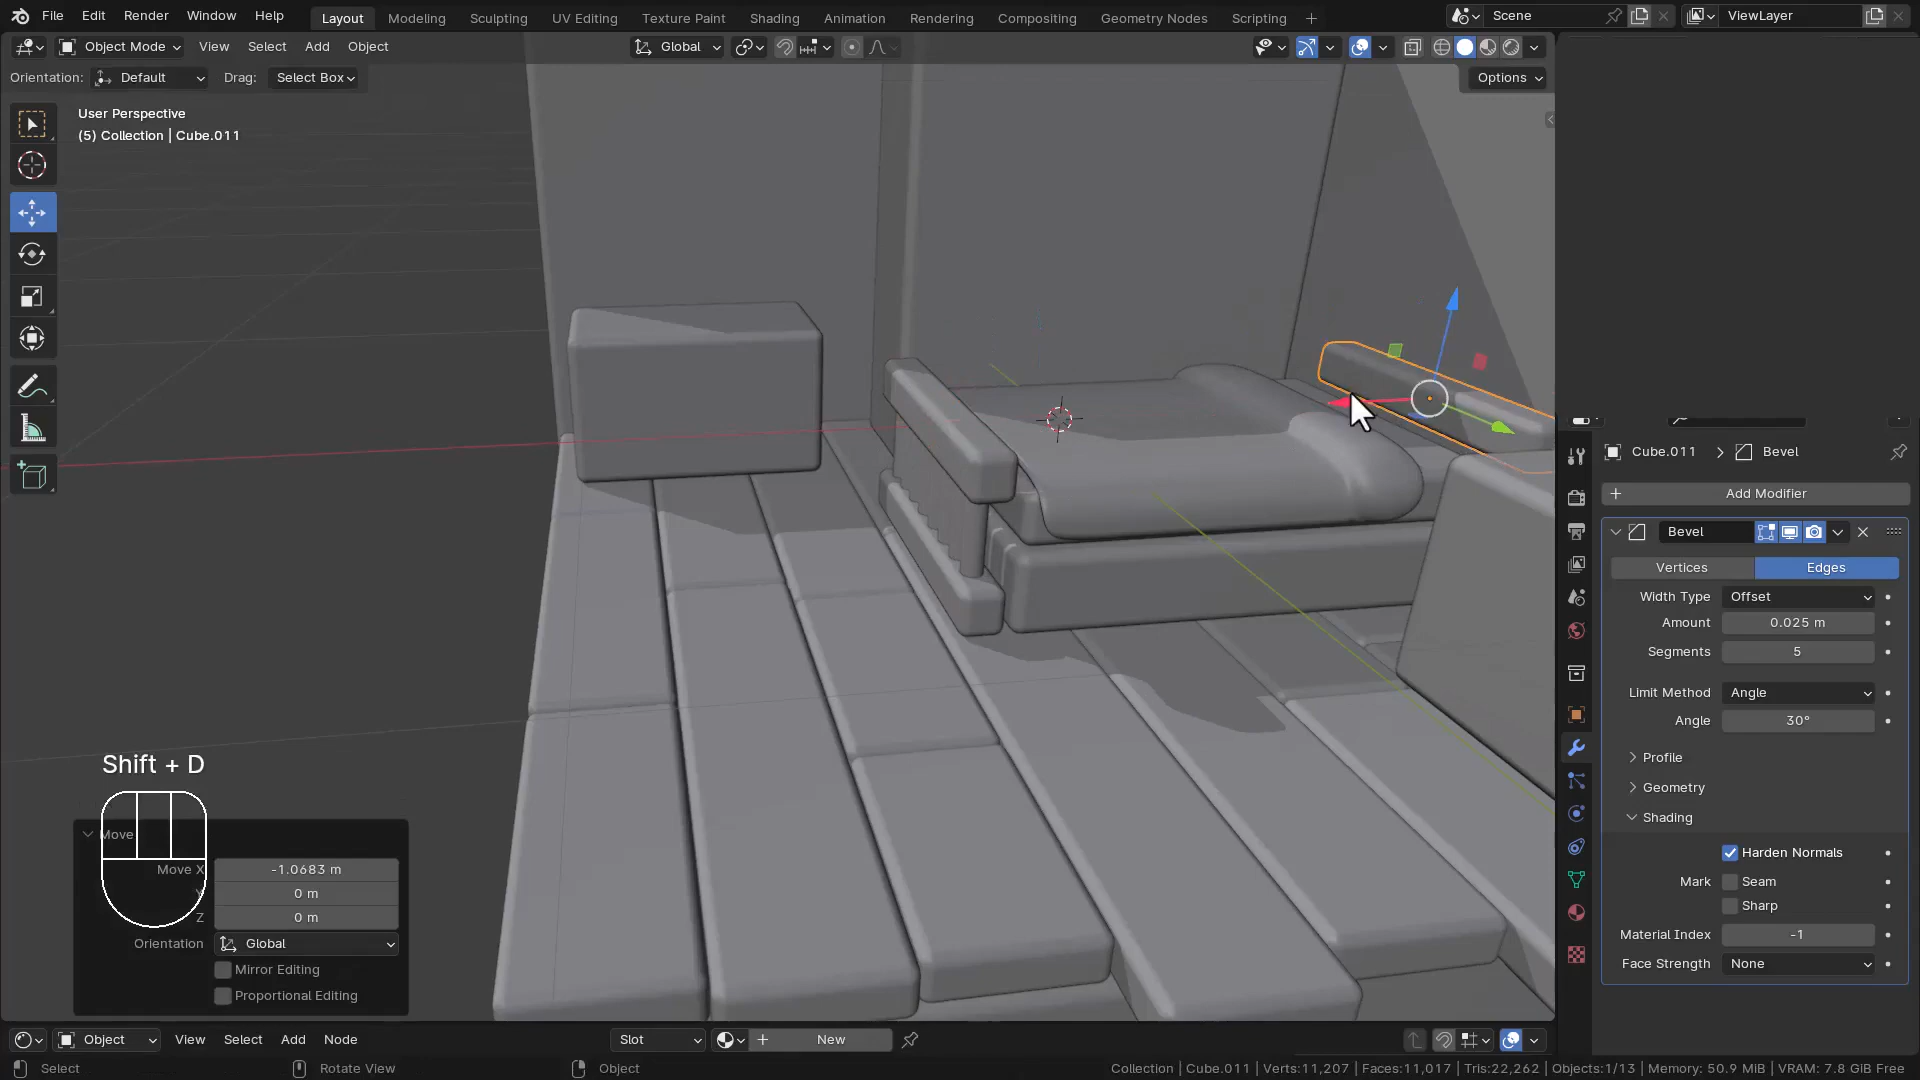 File Edit Render Window Help Layout Modeling Sculpting UV Editing Texture Paint Shading Animation Rendering Compositing Geometry Nodes Scripting + Scene ViewLayer
Object Mode View Select Add Object Global
Orientation: Default Drag: Select Box Options
User Perspective
(5) Collection | Cube.011
Cube.011 > Bevel
+ Add Modifier
Bevel
Vertices Edges
Width Type Offset
Amount 0.025 m
Segments 5
Limit Method Angle
Angle 30°
Profile
Geometry
Shading
Harden Normals
Mark Seam
Sharp
Material Index -1
Face Strength None
Shift + D
Move
Move X -1.0683 m
0 m
Z 0 m
Orientation Global
Mirror Editing
Proportional Editing
Object View Select Add Node Slot + New
Select Rotate View Object Collection | Cube.011 | Verts:11,207 | Faces:11,017 | Tris:22,262 | Objects:1/13 | Memory: 50.9 MiB | VRAM: 7.8 GiB Free